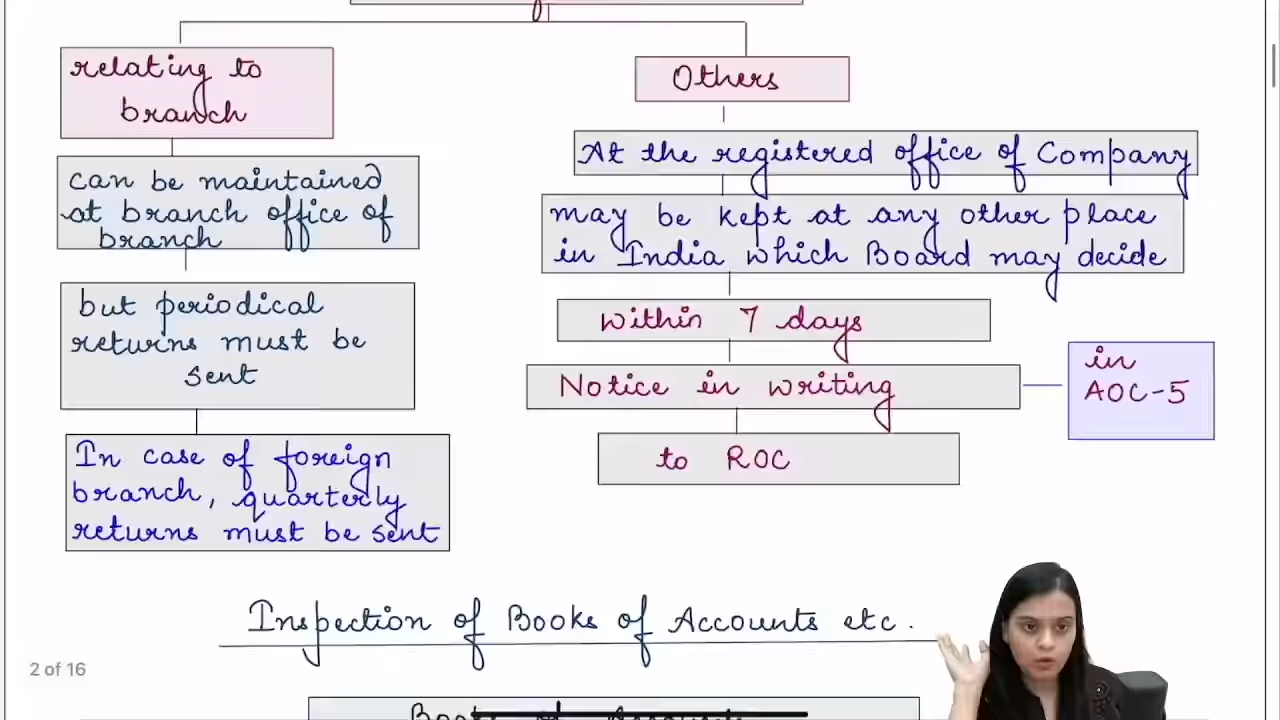 relating to
branch
can be maintained
at branch office of
branch
but periodical
returns must be
sent
In case of foreign
branch, quarterly
returns must be sent
Others
At the registered office of Company
may be kept at any other place
in India which Board may decide
Within 7 days
Notice in writing
in
AOC-5
to ROC
Inspection of Books of Accounts etc.
2 of 16
Books of Accounts